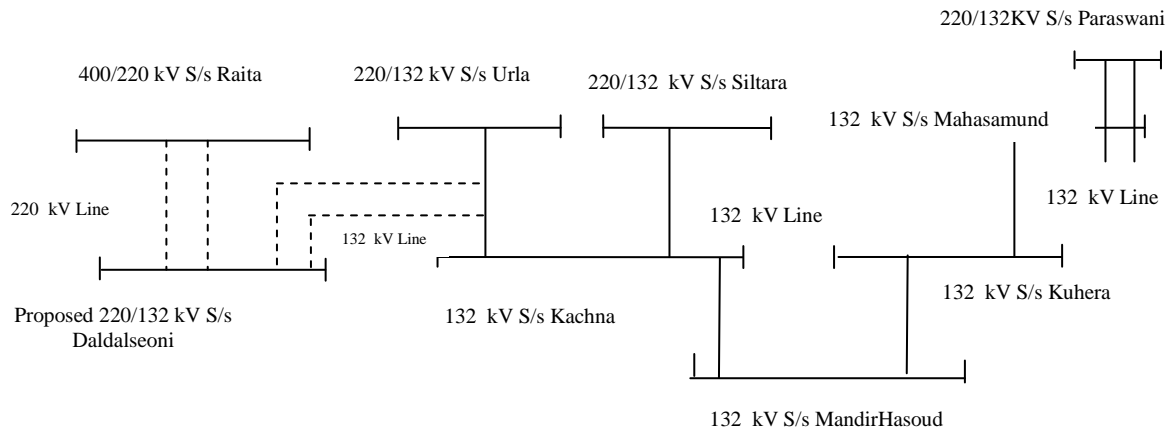 220/132KV S/s Paraswani
400/220 kV S/s Raita
220/132 kV S/s Urla
220/132 kV S/s Siltara
132 kV S/s Mahasamund
220 kV Line
132 kV Line
132 kV Line
132 kV Line
Proposed 220/132 kV S/s
Daldalseoni
132 kV S/s Kachna
132 kV S/s Kuhera
132 kV S/s MandirHasoud